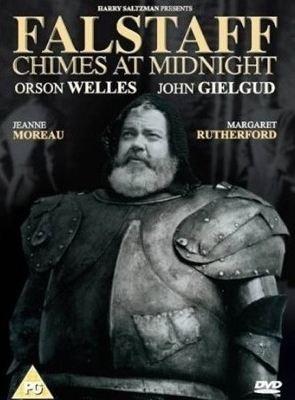 HARRY SALTZMAN PRESENTS
FALSTAFF
CHIMES AT MIDNIGHT
ORSON WELLES JOHN GIELGUD
JEANNE MOREAU
MARGARET RUTHERFORD
PG
DVD